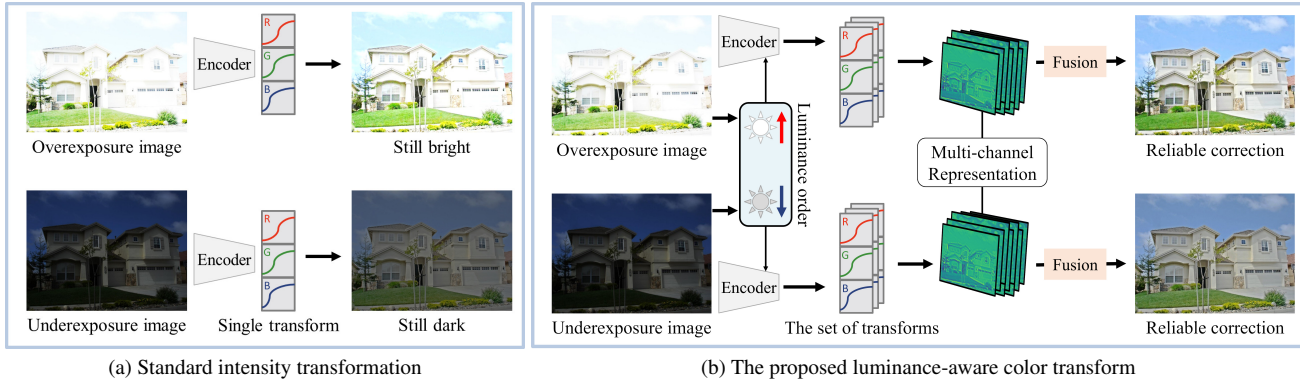 R
G
B
Encoder
Overexposure image
Still bright
R
G
B
Encoder
Underexposure image
Single transform
Still dark
(a) Standard intensity transformation
Encoder
R
G
B
Fusion
Overexposure image
Luminance order
Multi-channel
Representation
Reliable correction
R
G
B
Encoder
Fusion
Underexposure image
The set of transforms
Reliable correction
(b) The proposed luminance-aware color transform